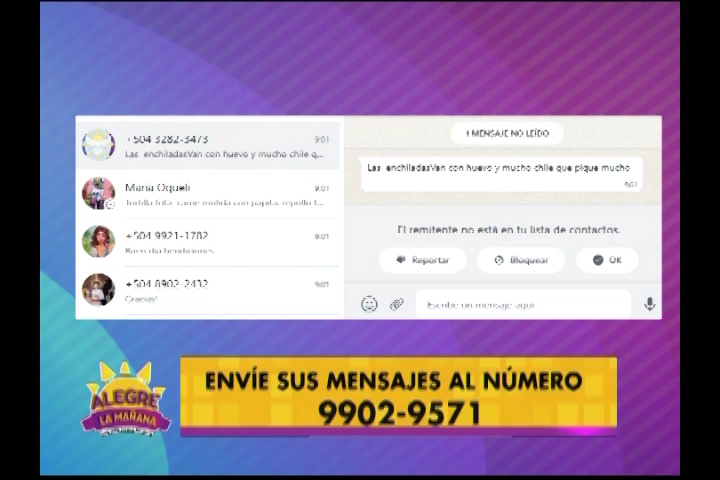 +504 3282-3473
9:01
Las enchiladasVan con huevo y mucho chile q...
Maria Oqueli
9:01
+504 9921-1782
9:01
+504 8902-2432
9:01
Gracias!
1 MENSAJE NO LEÍDO
Las enchiladasVan con huevo y mucho chile que pique mucho
9:01
El remitente no está en tu lista de contactos.
Reportar
Bloquear
OK
Escribe un mensaje aquí
ALEGRE
LA MAÑANA
ENVÍE SUS MENSAJES AL NÚMERO
9902-9571